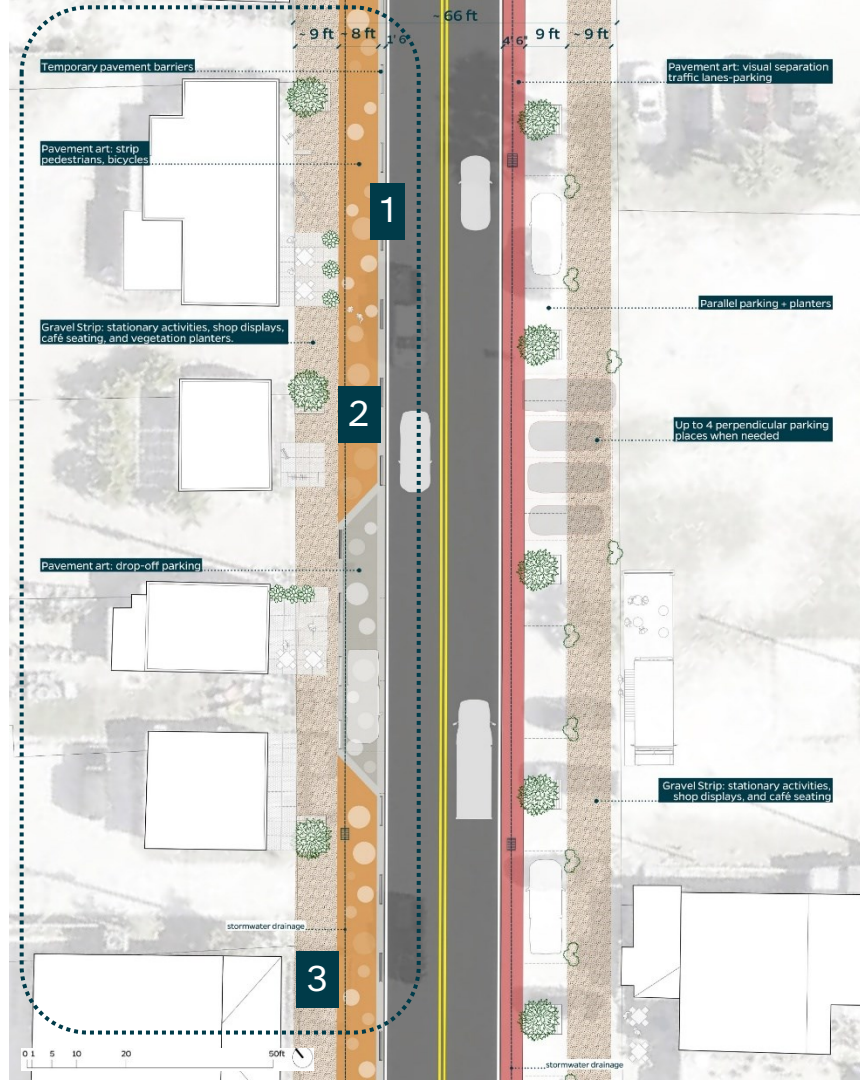 ~ 66 ft
~ 9 ft
~ 8 ft
1' 6"
4' 6"
9 ft
~ 9 ft
Temporary pavement barriers
Pavement art: visual separation
traffic lanes-parking
Pavement art: strip
pedestrians, bicycles
1
Parallel parking + planters
Gravel Strip: stationary activities, shop displays,
café seating, and vegetation planters.
2
Up to 4 perpendicular parking
places when needed
Pavement art: drop-off parking
Gravel Strip: stationary activities,
shop displays, and café seating
stormwater drainage
3
0 1 5 10 20 50ft
stormwater drainage